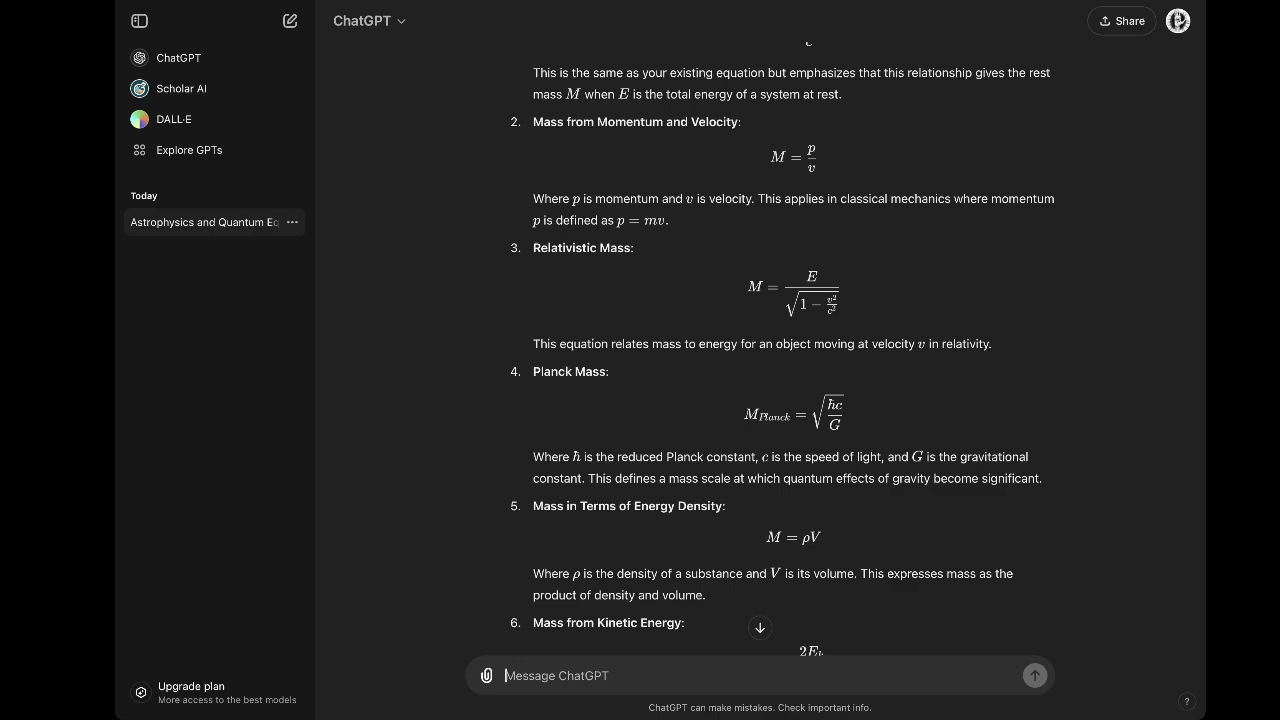 ChatGPT
Share
ChatGPT
Scholar AI
DALL·E
Explore GPTs
Today
Astrophysics and Quantum Eq
Upgrade plan
More access to the best models
This is the same as your existing equation but emphasizes that this relationship gives the rest
mass M when E is the total energy of a system at rest.
2. Mass from Momentum and Velocity:
M = p/v
Where p is momentum and v is velocity. This applies in classical mechanics where momentum
p is defined as p = mv.
3. Relativistic Mass:
M = E/√(1 − v²/c²)
This equation relates mass to energy for an object moving at velocity v in relativity.
4. Planck Mass:
M_Planck = √(ħc/G)
Where ħ is the reduced Planck constant, c is the speed of light, and G is the gravitational
constant. This defines a mass scale at which quantum effects of gravity become significant.
5. Mass in Terms of Energy Density:
M = ρV
Where ρ is the density of a substance and V is its volume. This expresses mass as the
product of density and volume.
6. Mass from Kinetic Energy:
2Eₖ
Message ChatGPT
ChatGPT can make mistakes. Check important info.
?